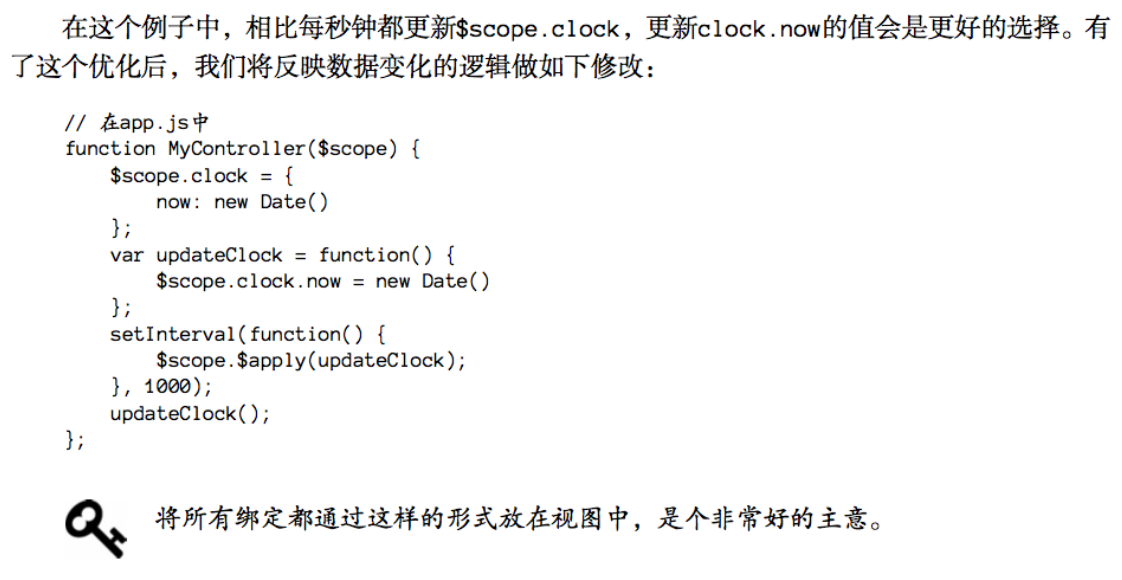 在这个例子中，相比每秒钟都更新$scope.clock，更新clock.now的值会是更好的选择。有
了这个优化后，我们将反映数据变化的逻辑做如下修改：
// 在app.js中
function MyController($scope) {
    $scope.clock = {
        now: new Date()
    };
    var updateClock = function() {
        $scope.clock.now = new Date()
    };
    setInterval(function() {
        $scope.$apply(updateClock);
    }, 1000);
    updateClock();
};
将所有绑定都通过这样的形式放在视图中，是个非常好的主意。